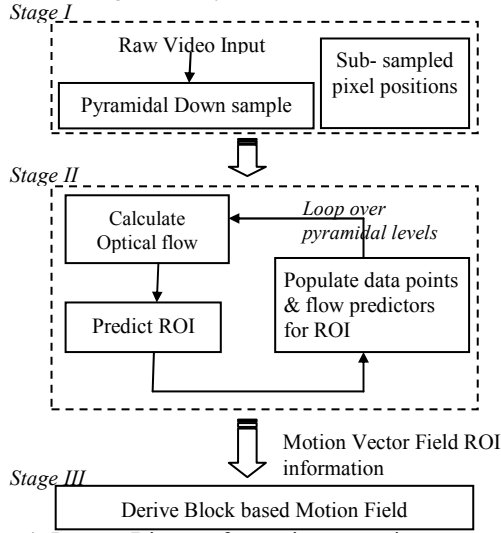 Stage I
Raw Video Input
Pyramidal Down sample
Sub- sampled
pixel positions
Stage II
Calculate
Optical flow
Loop over
pyramidal levels
Predict ROI
Populate data points
& flow predictors
for ROI
Motion Vector Field ROI
information
Stage III
Derive Block based Motion Field